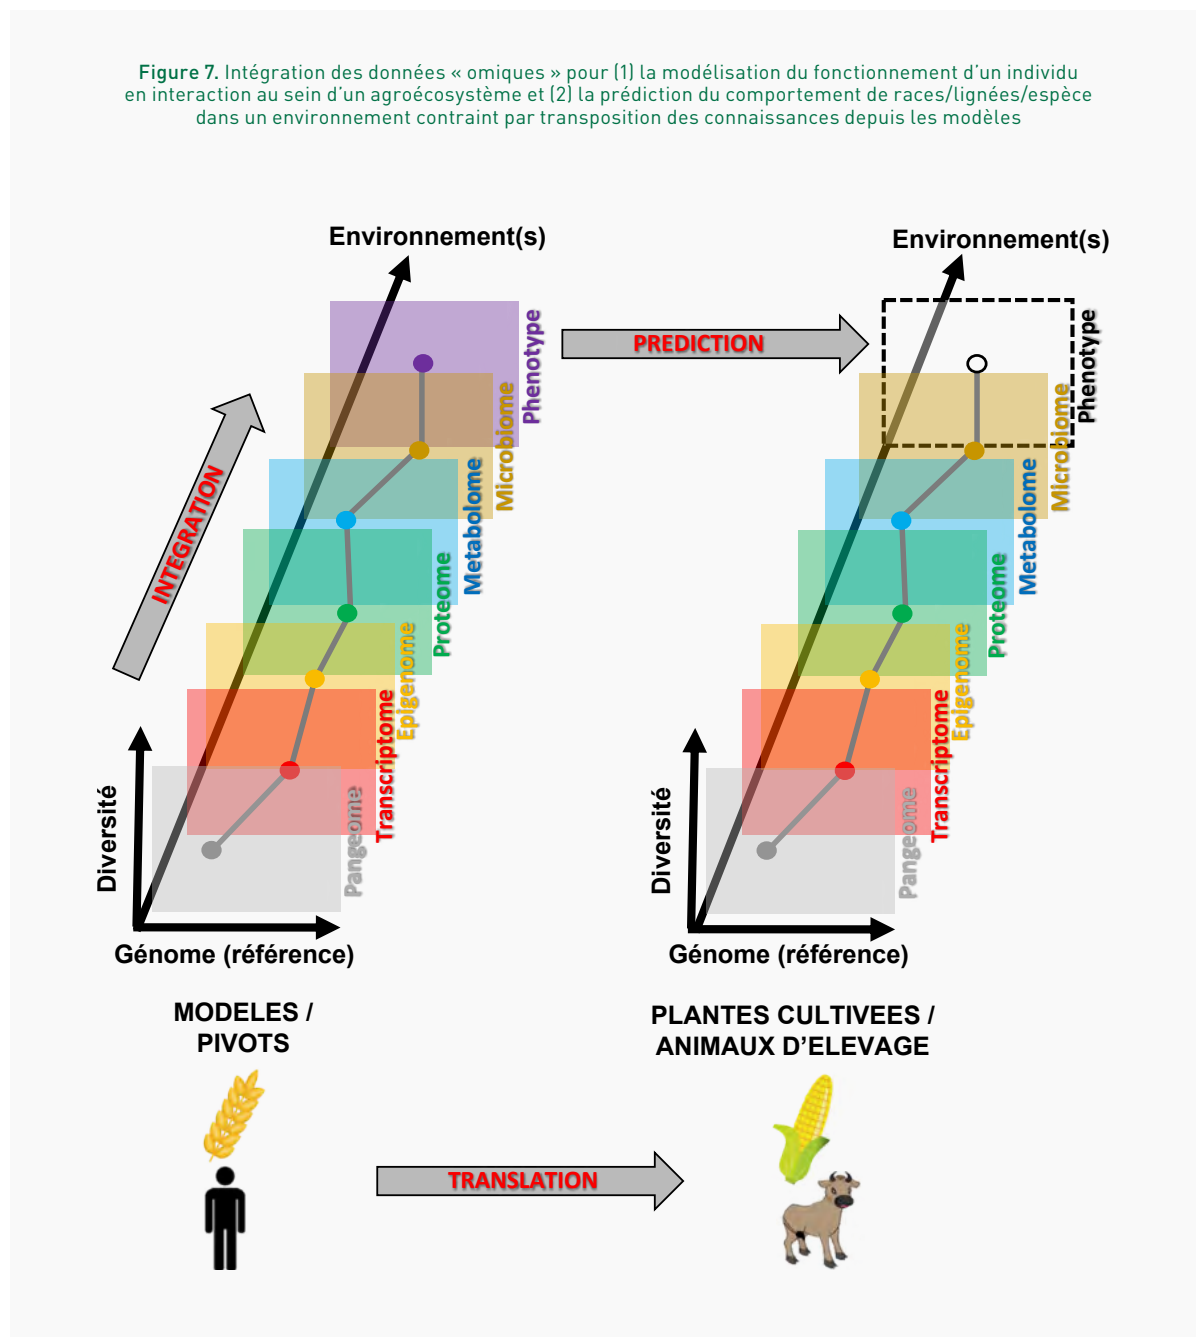 Figure 7. Intégration des données « omiques » pour (1) la modélisation du fonctionnement d’un individu
en interaction au sein d’un agroécosystème et (2) la prédiction du comportement de races/lignées/espèce
dans un environnement contraint par transposition des connaissances depuis les modèles
Environnement(s)
Phenotype
Microbiome
Metabolome
Proteome
Epigenome
Transcriptome
Pangeome
INTEGRATION
Diversité
Génome (référence)
MODELES /
PIVOTS
PREDICTION
Environnement(s)
Phenotype
Microbiome
Metabolome
Proteome
Epigenome
Transcriptome
Pangeome
Diversité
Génome (référence)
PLANTES CULTIVEES /
ANIMAUX D’ELEVAGE
TRANSLATION